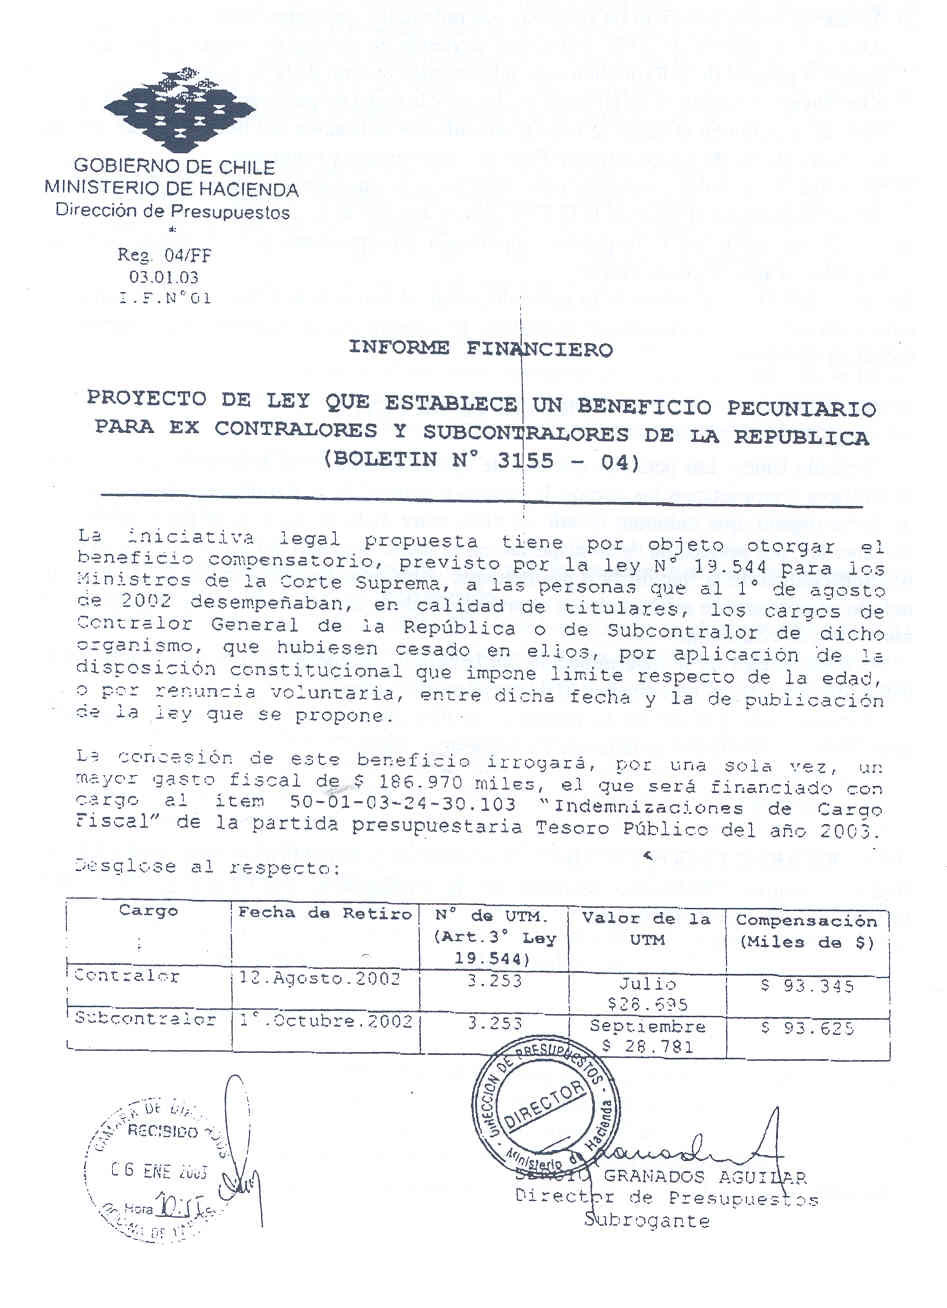 GOBIERNO DE CHILE
MINISTERIO DE HACIENDA
Dirección de Presupuestos
*
Reg. 04/FF
03.01.03
I.F.N°01
INFORME FINANCIERO
PROYECTO DE LEY QUE ESTABLECE UN BENEFICIO PECUNIARIO
PARA EX CONTRALORES Y SUBCONTRALORES DE LA REPUBLICA
(BOLETIN N° 3155 - 04)
La iniciativa legal propuesta tiene por objeto otorgar el
beneficio compensatorio, previsto por la ley N° 19.544 para los
Ministros de la Corte Suprema, a las personas que al 1° de agosto
de 2002 desempeñaban, en calidad de titulares, los cargos de
Contralor General de la República o de Subcontralor de dicho
organismo, que hubiesen cesado en ellos, por aplicación de la
disposición constitucional que impone limite respecto de la edad,
o por renuncia voluntaria, entre dicha fecha y la de publicación
de la ley que se propone.
La concesión de este beneficio irrogará, por una sola vez, un
mayor gasto fiscal de $ 186.970 miles, el que será financiado con
cargo al item 50-01-03-24-30.103 "Indemnizaciones de Cargo
Fiscal" de la partida presupuestaria Tesoro Público del año 2003.
Desglose al respecto:
Cargo Fecha de Retiro N° de UTM. (Art.3° Ley 19.544) Valor de la UTM Compensación (Miles de $)
Contralor 12.Agosto.2002 3.253 Julio $28.695 $ 93.345
Subcontralor 1°.Octubre.2002 3.253 Septiembre $ 28.781 $ 93.625
DIRECCION DE PRESUPUESTOS
DIRECTOR
Ministerio de Hacienda
CAMARA DE DIPUTADOS
RECIBIDO
06 ENE 2003
Hora
SERGIO GRANADOS AGUILAR
Director de Presupuestos
Subrogante